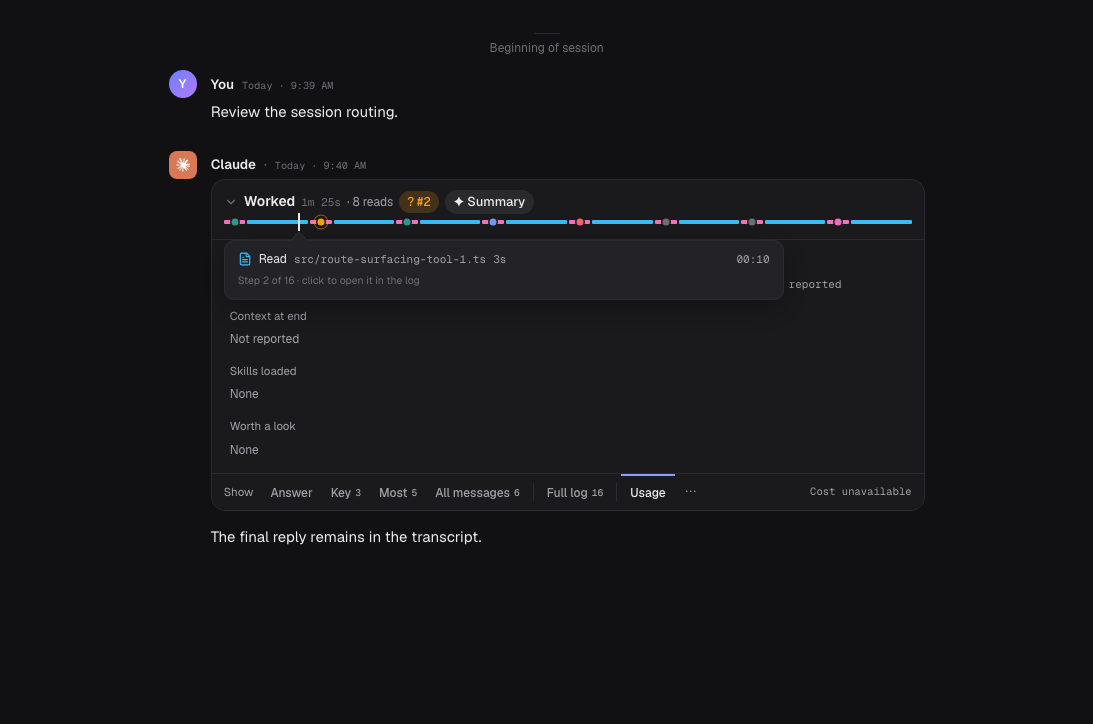 Beginning of session
Y
You Today · 9:39 AM
Review the session routing.
Claude · Today · 9:40 AM
Worked 1m 25s · 8 reads ? #2 Summary
Read src/route-surfacing-tool-1.ts 3s 00:10
Step 2 of 16 · click to open it in the log
reported
Context at end
Not reported
Skills loaded
None
Worth a look
None
Show Answer Key 3 Most 5 All messages 6 Full log 16 Usage ··· Cost unavailable
The final reply remains in the transcript.